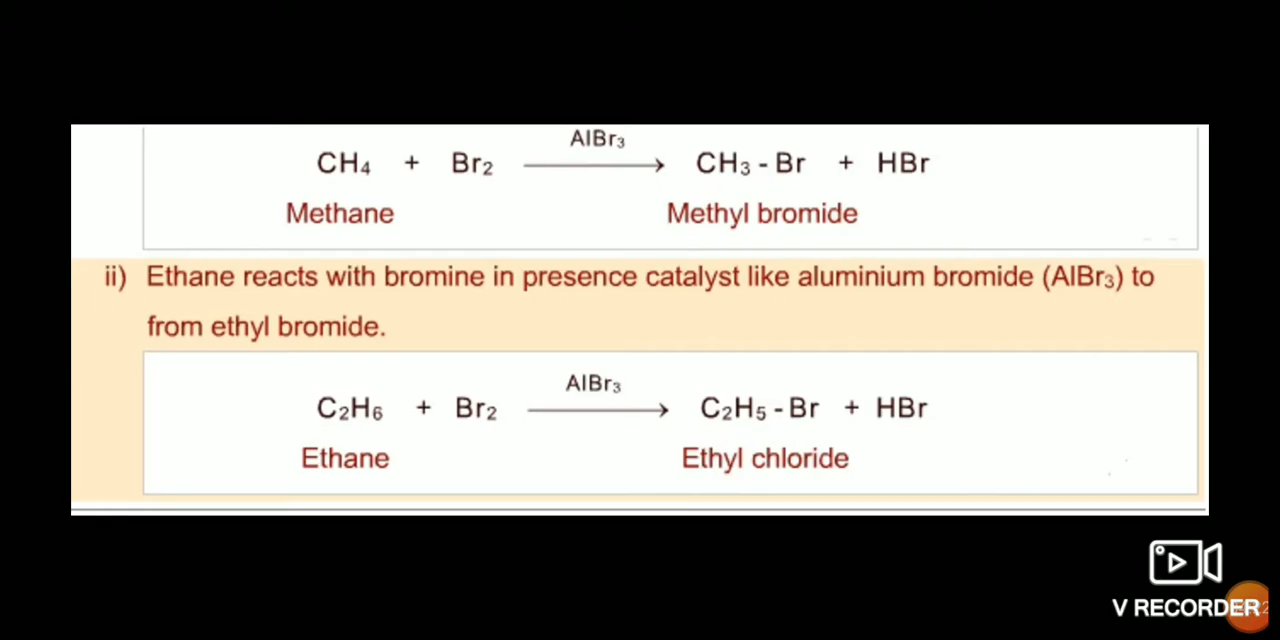 AlBr₃
CH₄ + Br₂ ⟶ CH₃ - Br + HBr
Methane Methyl bromide
ii) Ethane reacts with bromine in presence catalyst like aluminium bromide (AlBr₃) to
from ethyl bromide.
AlBr₃
C₂H₆ + Br₂ ⟶ C₂H₅ - Br + HBr
Ethane Ethyl chloride
V RECORDER